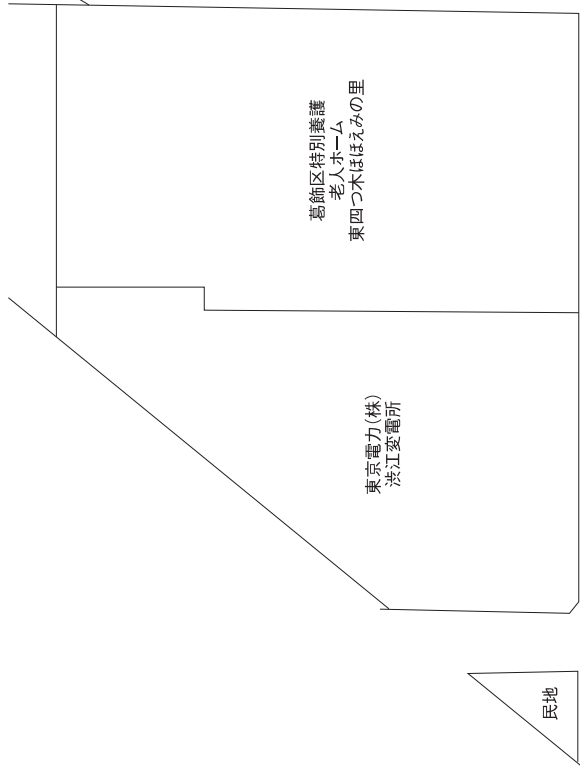 葛飾区特別養護
老人ホーム
東四つ木ほほえみの里
東京電力(株)
渋江変電所
民地